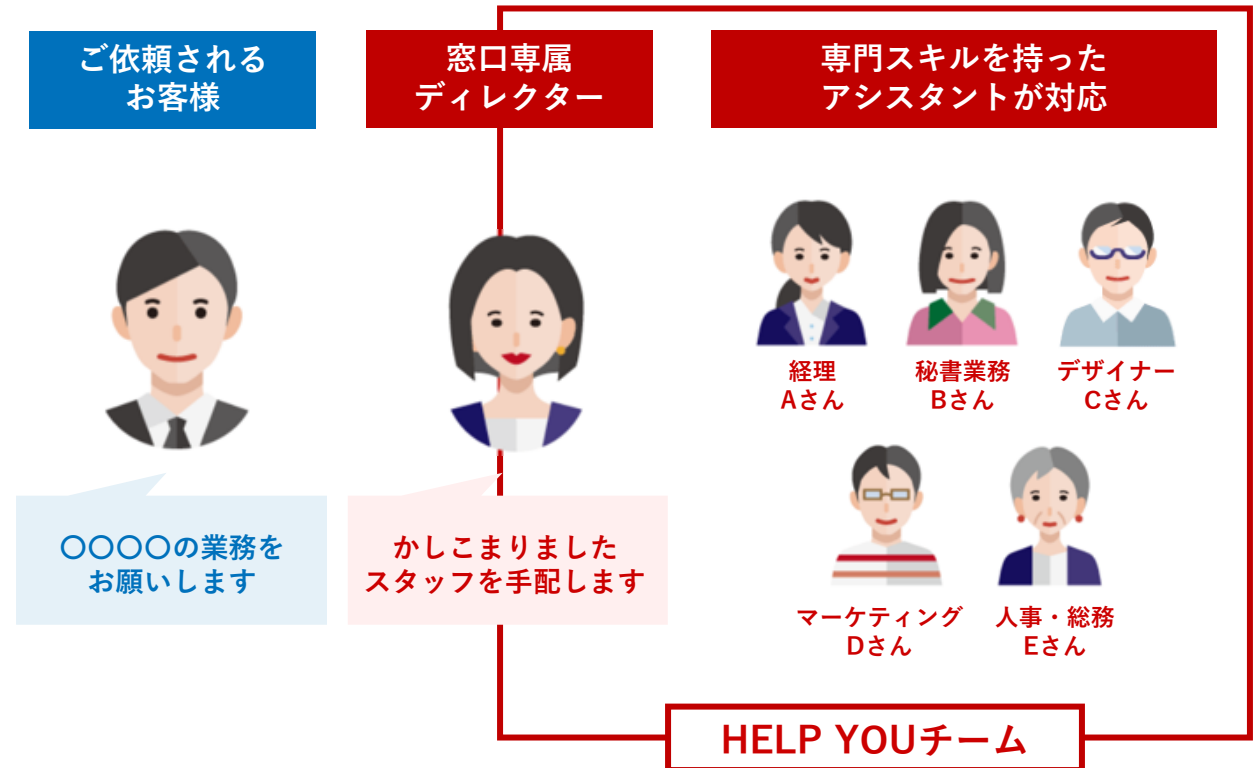 ご依頼される
お客様
窓口専属
ディレクター
専門スキルを持った
アシスタントが対応
〇〇〇〇の業務を
お願いします
かしこまりました
スタッフを手配します
経理
Aさん
秘書業務
Bさん
デザイナー
Cさん
マーケティング
Dさん
人事・総務
Eさん
HELP YOUチーム